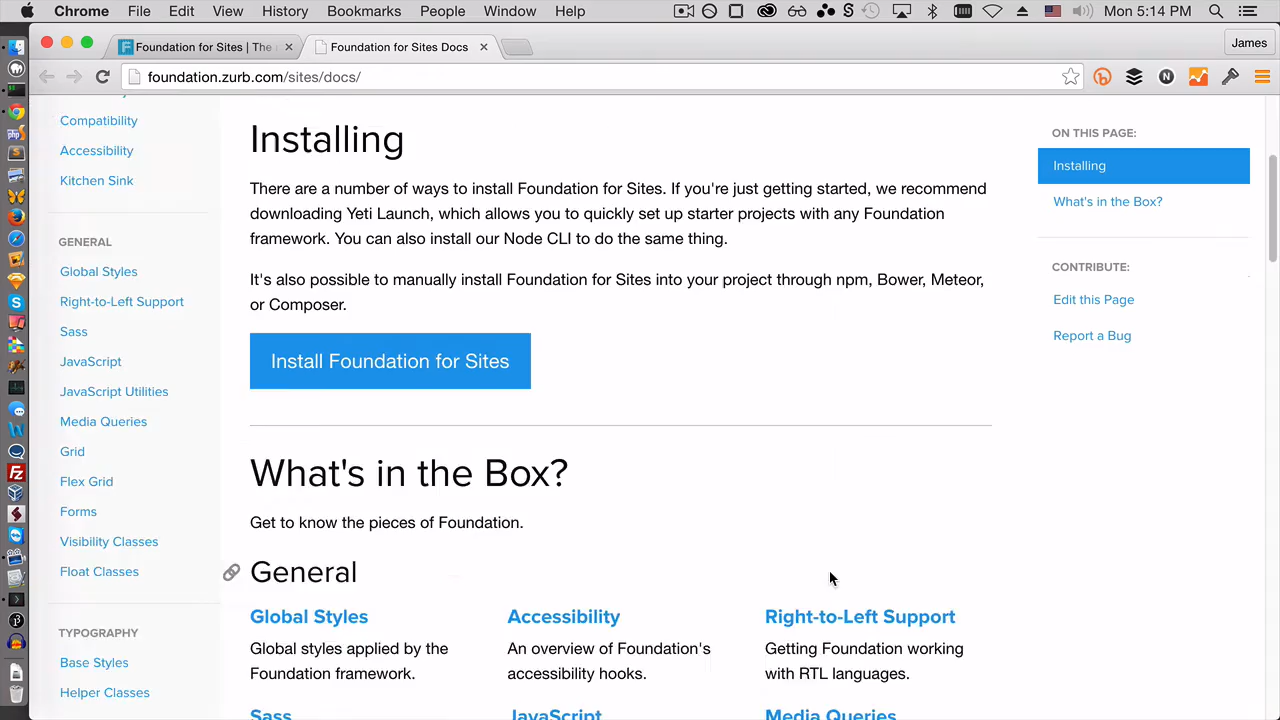 Chrome File Edit View History Bookmarks People Window Help Mon 5:14 PM
Foundation for Sites | The
Foundation for Sites Docs
James
foundation.zurb.com/sites/docs/
Compatibility
Accessibility
Kitchen Sink
GENERAL
Global Styles
Right-to-Left Support
Sass
JavaScript
JavaScript Utilities
Media Queries
Grid
Flex Grid
Forms
Visibility Classes
Float Classes
TYPOGRAPHY
Base Styles
Helper Classes
Installing
There are a number of ways to install Foundation for Sites. If you're just getting started, we recommend
downloading Yeti Launch, which allows you to quickly set up starter projects with any Foundation
framework. You can also install our Node CLI to do the same thing.
It's also possible to manually install Foundation for Sites into your project through npm, Bower, Meteor,
or Composer.
Install Foundation for Sites
What's in the Box?
Get to know the pieces of Foundation.
General
Global Styles
Global styles applied by the
Foundation framework.
Accessibility
An overview of Foundation's
accessibility hooks.
Right-to-Left Support
Getting Foundation working
with RTL languages.
Sass
JavaScript
Media Queries
ON THIS PAGE:
Installing
What's in the Box?
CONTRIBUTE:
Edit this Page
Report a Bug